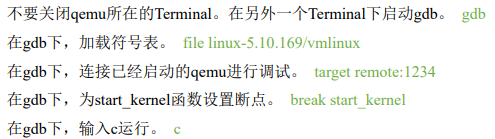 不要关闭qemu所在的Terminal。在另外一个Terminal下启动gdb。 gdb
在gdb下，加载符号表。 file linux-5.10.169/vmlinux
在gdb下，连接已经启动的qemu进行调试。 target remote:1234
在gdb下，为start_kernel函数设置断点。 break start_kernel
在gdb下，输入c运行。 c